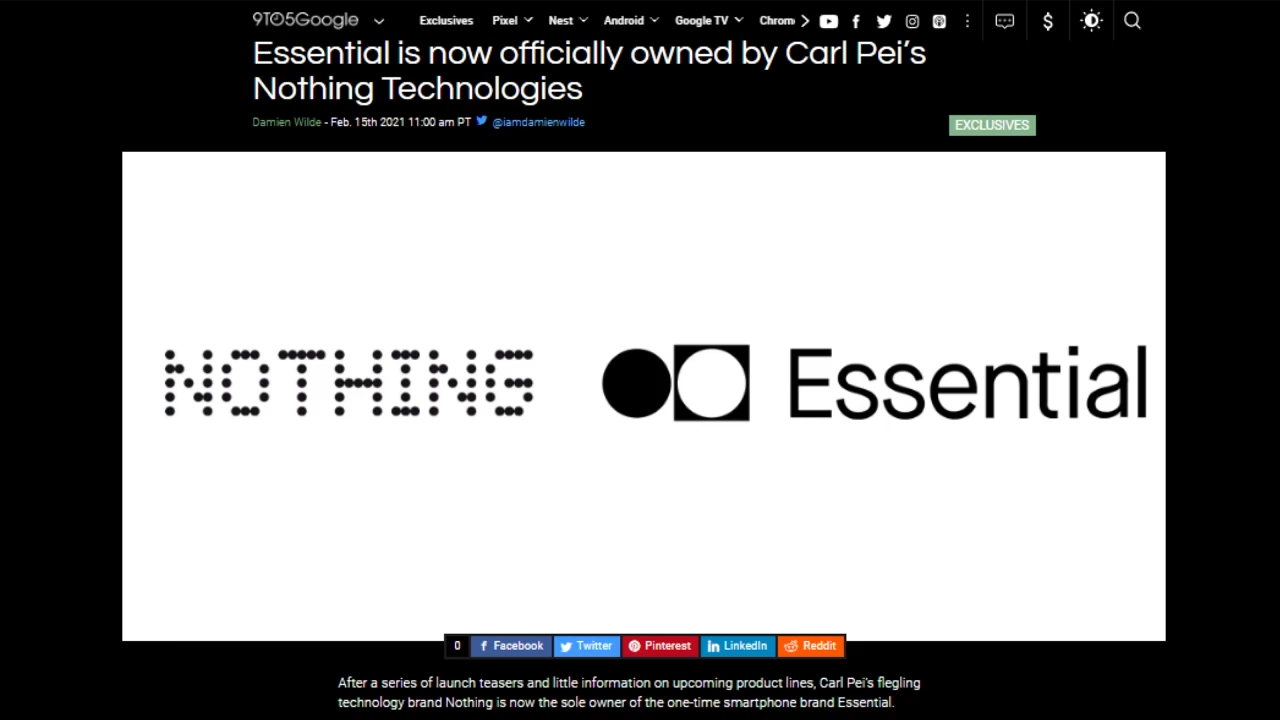 9TO5Google Exclusives Pixel Nest Android Google TV Chrom $
Essential is now officially owned by Carl Pei's
Nothing Technologies
Damien Wilde - Feb. 15th 2021 11:00 am PT @iamdamienwilde
EXCLUSIVES
NOTHING Essential
0 Facebook Twitter Pinterest LinkedIn Reddit
After a series of launch teasers and little information on upcoming product lines, Carl Pei's flegling
technology brand Nothing is now the sole owner of the one-time smartphone brand Essential.